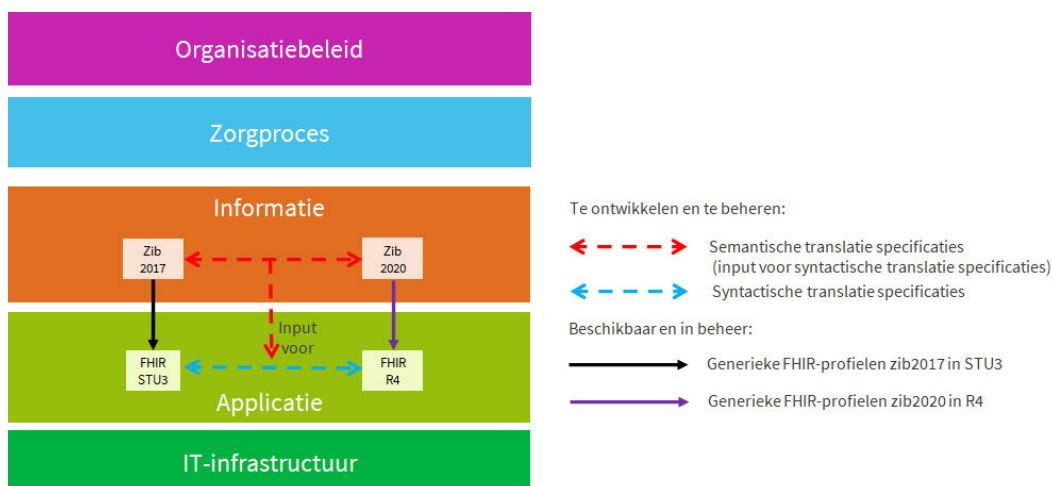 Organisatiebeleid
Zorgproces
Informatie
Zib
2017
Zib
2020
Input
voor
FHIR
STU3
FHIR
R4
Applicatie
IT-infrastructuur
Te ontwikkelen en te beheren:
Semantische translatie specificaties
(input voor syntactische translatie specificaties)
Syntactische translatie specificaties
Beschikbaar en in beheer:
Generieke FHIR-profielen zib2017 in STU3
Generieke FHIR-profielen zib2020 in R4